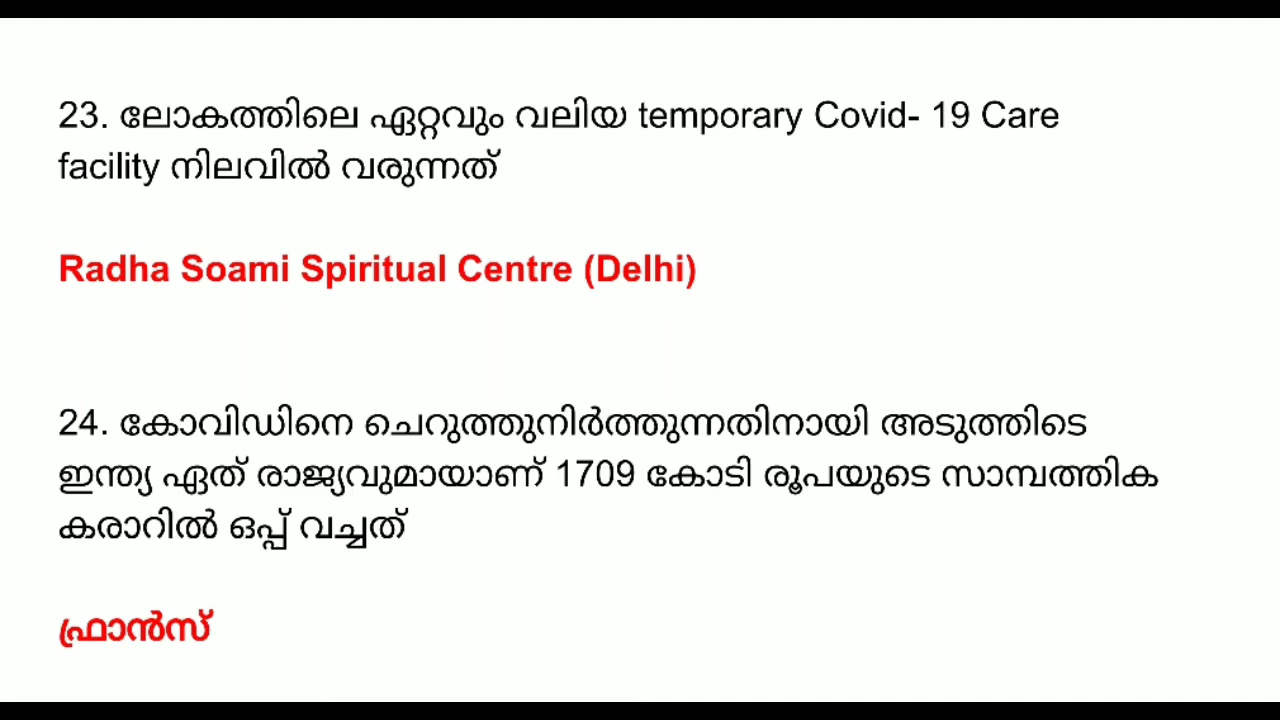 23. ലോകത്തിലെ ഏറ്റവും വലിയ temporary Covid- 19 Care
facility നിലവിൽ വരുന്നത്
Radha Soami Spiritual Centre (Delhi)
24. കോവിഡിനെ ചെറുത്തുനിർത്തുന്നതിനായി അടുത്തിടെ
ഇന്ത്യ ഏത് രാജ്യവുമായാണ് 1709 കോടി രൂപയുടെ സാമ്പത്തിക
കരാറിൽ ഒപ്പ് വച്ചത്
ഫ്രാൻസ്